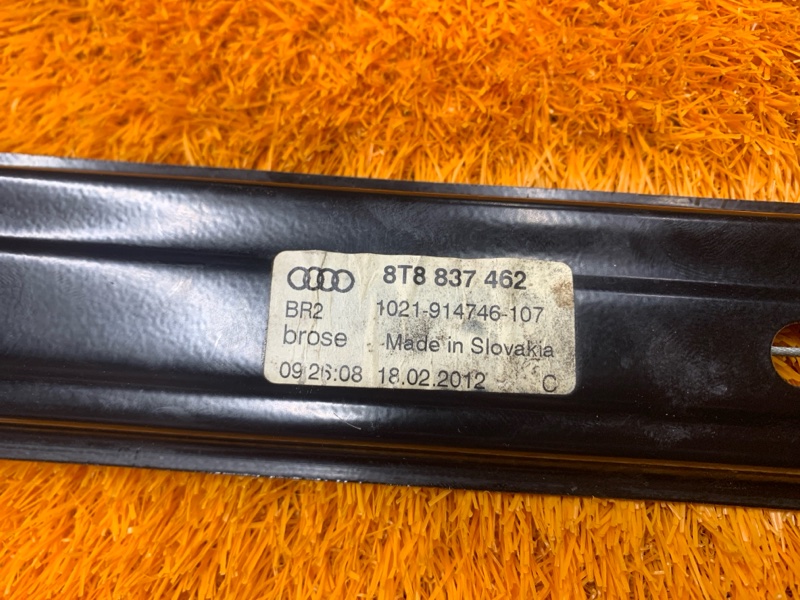 8T8 837 462
BR2 1021-914746-107
brose Made in Slovakia
09:26:08 18.02.2012 C